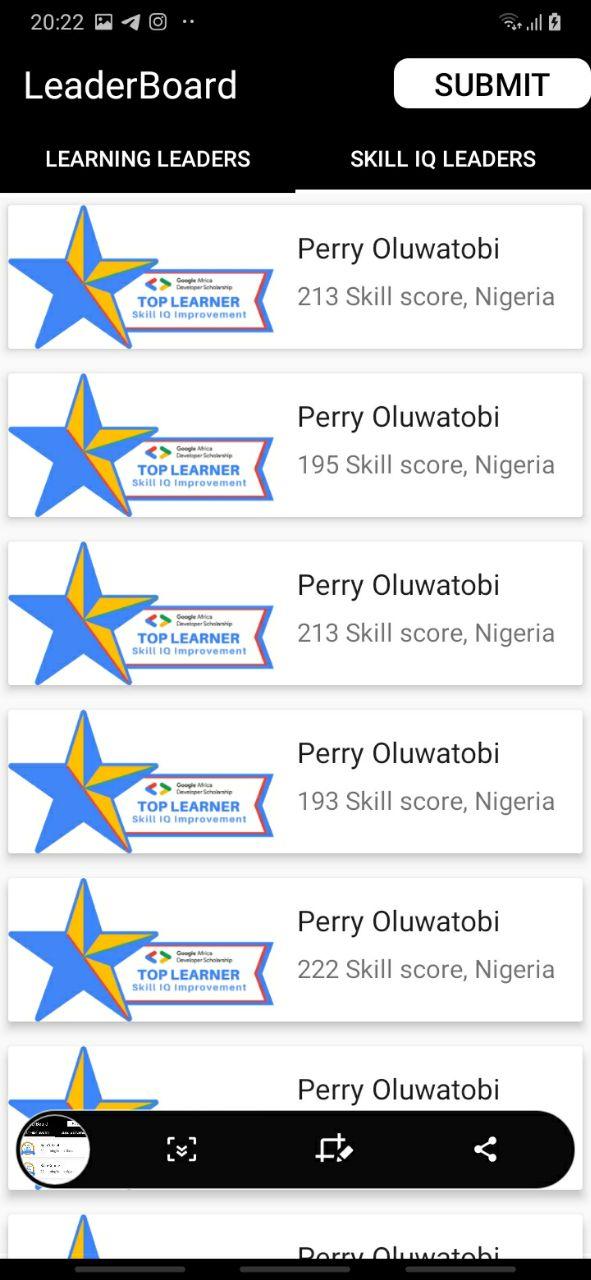 20:22
LeaderBoard
SUBMIT
LEARNING LEADERS
SKILL IQ LEADERS
Google Africa
Developer Scholarship
TOP LEARNER
Skill IQ Improvement
Perry Oluwatobi
213 Skill score, Nigeria
Google Africa
Developer Scholarship
TOP LEARNER
Skill IQ Improvement
Perry Oluwatobi
195 Skill score, Nigeria
Google Africa
Developer Scholarship
TOP LEARNER
Skill IQ Improvement
Perry Oluwatobi
213 Skill score, Nigeria
Google Africa
Developer Scholarship
TOP LEARNER
Skill IQ Improvement
Perry Oluwatobi
193 Skill score, Nigeria
Google Africa
Developer Scholarship
TOP LEARNER
Skill IQ Improvement
Perry Oluwatobi
222 Skill score, Nigeria
Perry Oluwatobi
Perry Oluwatobi